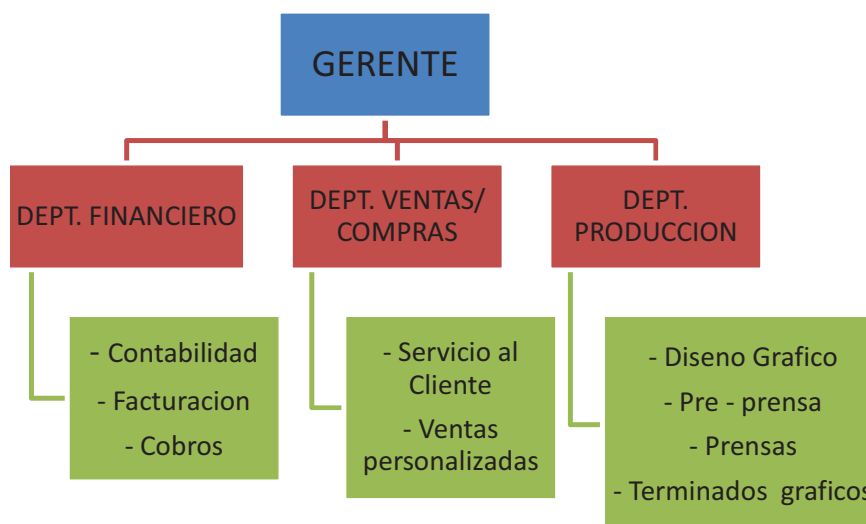 GERENTE
DEPT. FINANCIERO
DEPT. VENTAS/
COMPRAS
DEPT.
PRODUCCION
- Contabilidad
- Facturacion
- Cobros
- Servicio al
Cliente
- Ventas
personalizadas
- Diseno Grafico
- Pre - prensa
- Prensas
- Terminados graficos